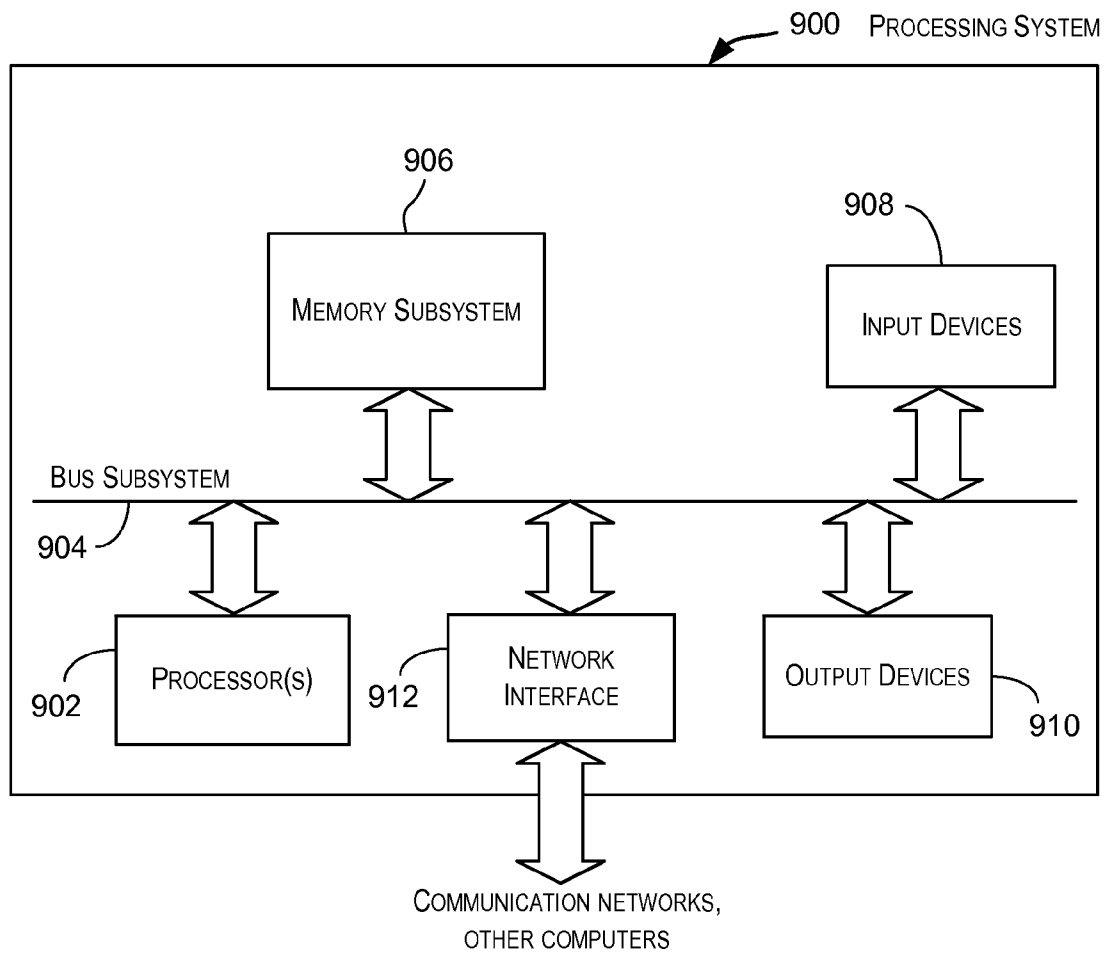 900 PROCESSING SYSTEM
906
908
MEMORY SUBSYSTEM
INPUT DEVICES
BUS SUBSYSTEM
904
PROCESSOR(S)
902
NETWORK
INTERFACE
912
OUTPUT DEVICES
910
COMMUNICATION NETWORKS,
OTHER COMPUTERS